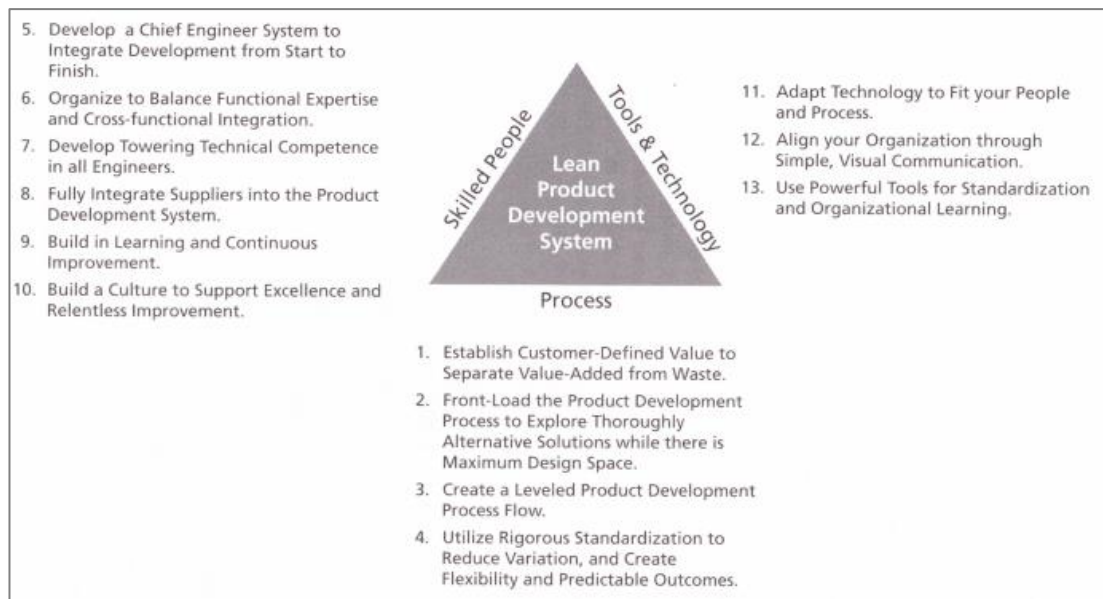 5. Develop a Chief Engineer System to
Integrate Development from Start to
Finish.
6. Organize to Balance Functional Expertise
and Cross-functional Integration.
7. Develop Towering Technical Competence
in all Engineers.
8. Fully Integrate Suppliers into the Product
Development System.
9. Build in Learning and Continuous
Improvement.
10. Build a Culture to Support Excellence and
Relentless Improvement.
Skilled People
Tools & Technology
Lean
Product
Development
System
Process
11. Adapt Technology to Fit your People
and Process.
12. Align your Organization through
Simple, Visual Communication.
13. Use Powerful Tools for Standardization
and Organizational Learning.
1. Establish Customer-Defined Value to
Separate Value-Added from Waste.
2. Front-Load the Product Development
Process to Explore Thoroughly
Alternative Solutions while there is
Maximum Design Space.
3. Create a Leveled Product Development
Process Flow.
4. Utilize Rigorous Standardization to
Reduce Variation, and Create
Flexibility and Predictable Outcomes.